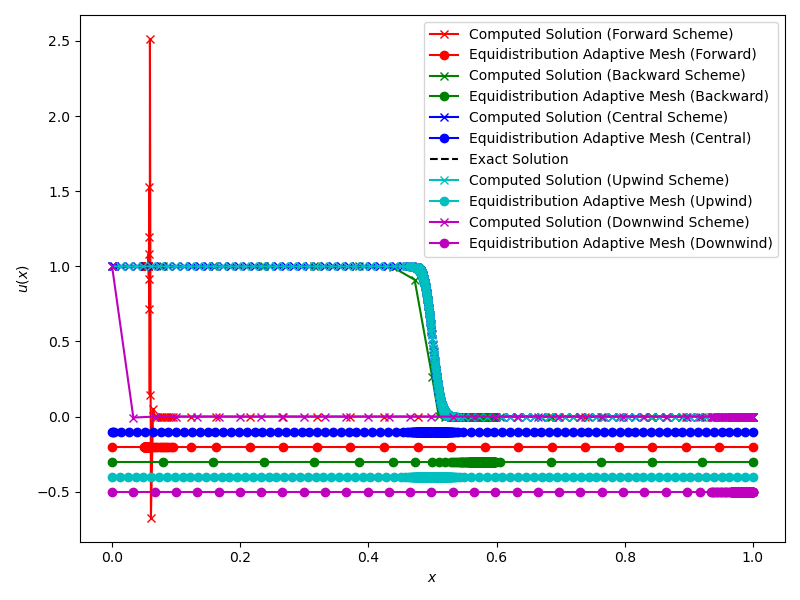 2.5
2.0
1.5
1.0
0.5
0.0
−0.5
u(x)
Computed Solution (Forward Scheme)
Equidistribution Adaptive Mesh (Forward)
Computed Solution (Backward Scheme)
Equidistribution Adaptive Mesh (Backward)
Computed Solution (Central Scheme)
Equidistribution Adaptive Mesh (Central)
Exact Solution
Computed Solution (Upwind Scheme)
Equidistribution Adaptive Mesh (Upwind)
Computed Solution (Downwind Scheme)
Equidistribution Adaptive Mesh (Downwind)
0.0 0.2 0.4 0.6 0.8 1.0
x